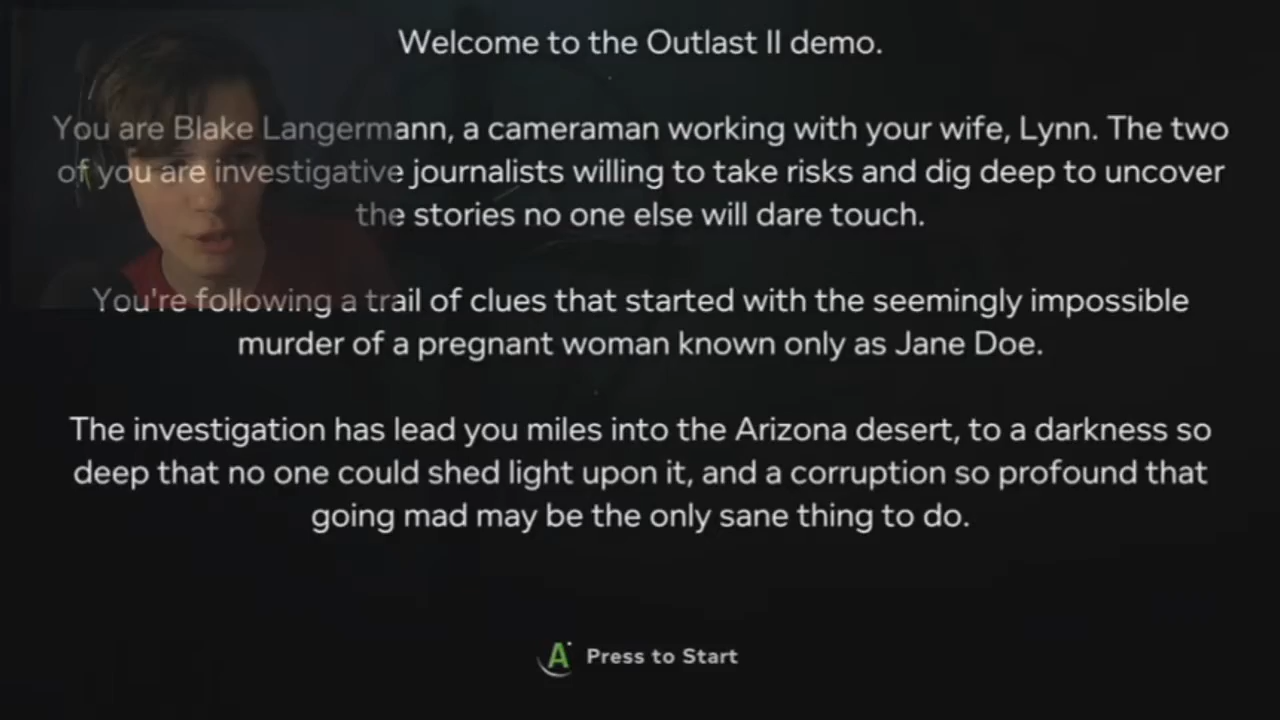 Welcome to the Outlast II demo.
You are Blake Langermann, a cameraman working with your wife, Lynn. The two
of you are investigative journalists willing to take risks and dig deep to uncover
the stories no one else will dare touch.
You're following a trail of clues that started with the seemingly impossible
murder of a pregnant woman known only as Jane Doe.
The investigation has lead you miles into the Arizona desert, to a darkness so
deep that no one could shed light upon it, and a corruption so profound that
going mad may be the only sane thing to do.
A Press to Start